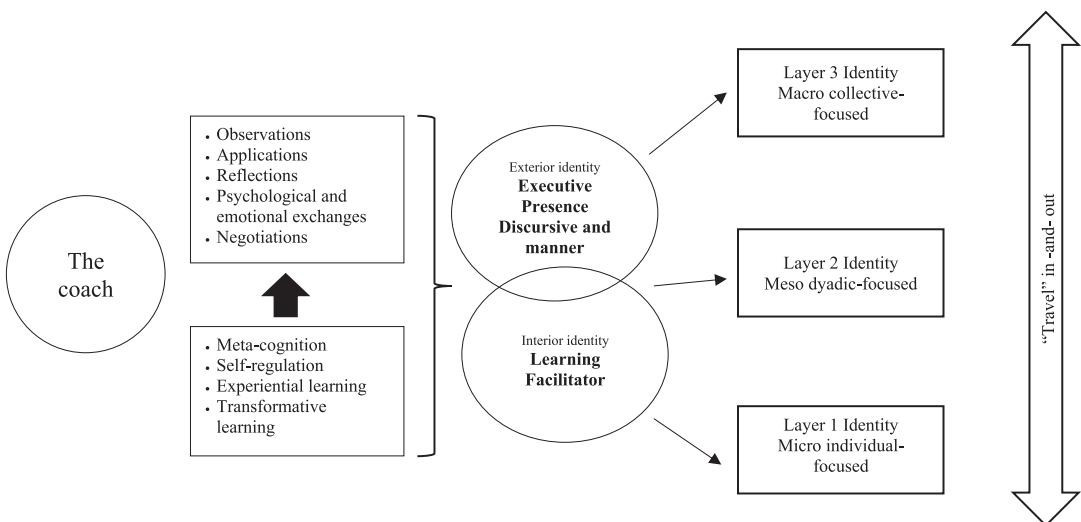 The
coach
• Observations
• Applications
• Reflections
• Psychological and
emotional exchanges
• Negotiations
• Meta-cognition
• Self-regulation
• Experiential learning
• Transformative
learning
Exterior identity
Executive
Presence
Discursive and
manner
Interior identity
Learning
Facilitator
Layer 3 Identity
Macro collective-
focused
Layer 2 Identity
Meso dyadic-focused
Layer 1 Identity
Micro individual-
focused
“Travel” in -and- out